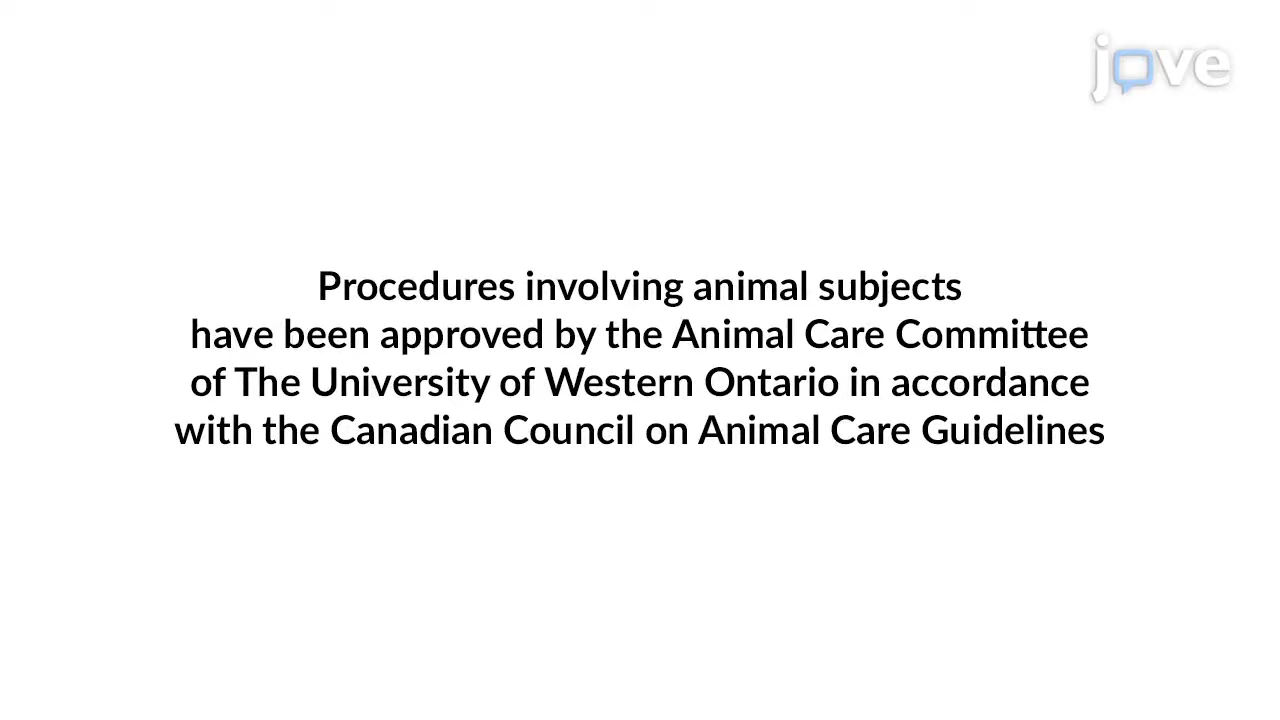 jove
Procedures involving animal subjects
have been approved by the Animal Care Committee
of The University of Western Ontario in accordance
with the Canadian Council on Animal Care Guidelines